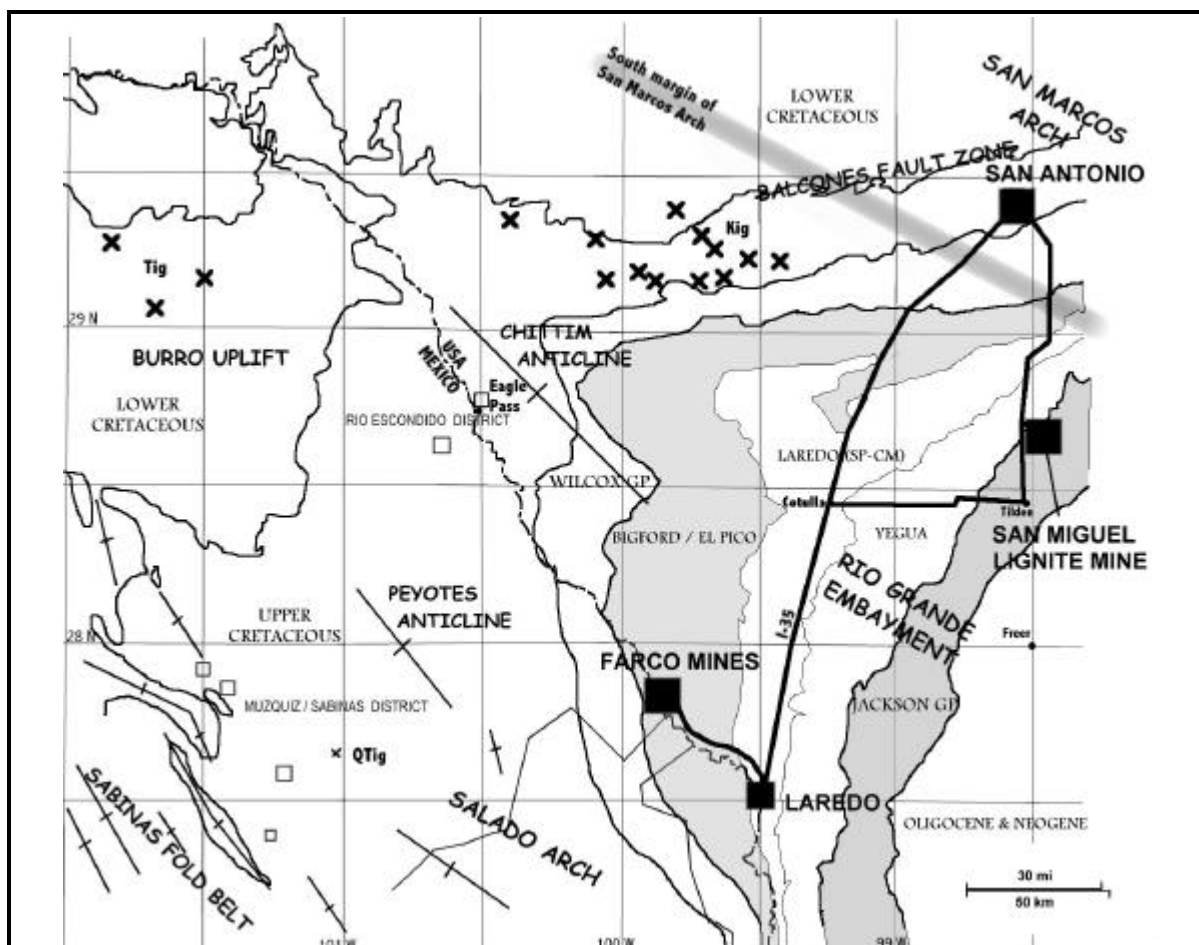 South margin of
San Marcos Arch
LOWER
CRETACEOUS
SAN MARCOS
ARCH
BALCONES FAULT ZONE
SAN ANTONIO
Kig
Tig
29 N
BURRO UPLIFT
CHITTIM
ANTICLINE
USA
MEXICO
Eagle
Pass
LOWER
CRETACEOUS
RIO ESCONDIDO DISTRICT
LAREDO (SP-CM)
WILCOX GP
Cotulla
Tilden
BIGFORD / EL PICO
YEGUA
SAN MIGUEL
LIGNITE MINE
RIO GRANDE
EMBAYMENT
PEYOTES
ANTICLINE
UPPER
CRETACEOUS
I-35
28 N
Freer
FARCO MINES
JACKSON GP
MUZQUIZ / SABINAS DISTRICT
QTig
SABINAS FOLD BELT
SALADO ARCH
LAREDO
OLIGOCENE & NEOGENE
30 mi
50 km
101 W
100 W
99 W